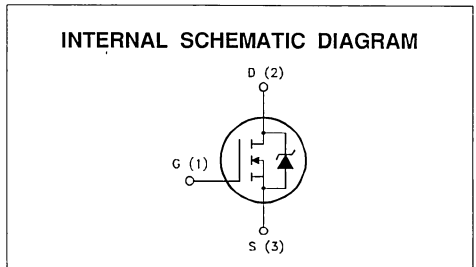 INTERNAL SCHEMATIC DIAGRAM
D (2)
G (1)
S (3)